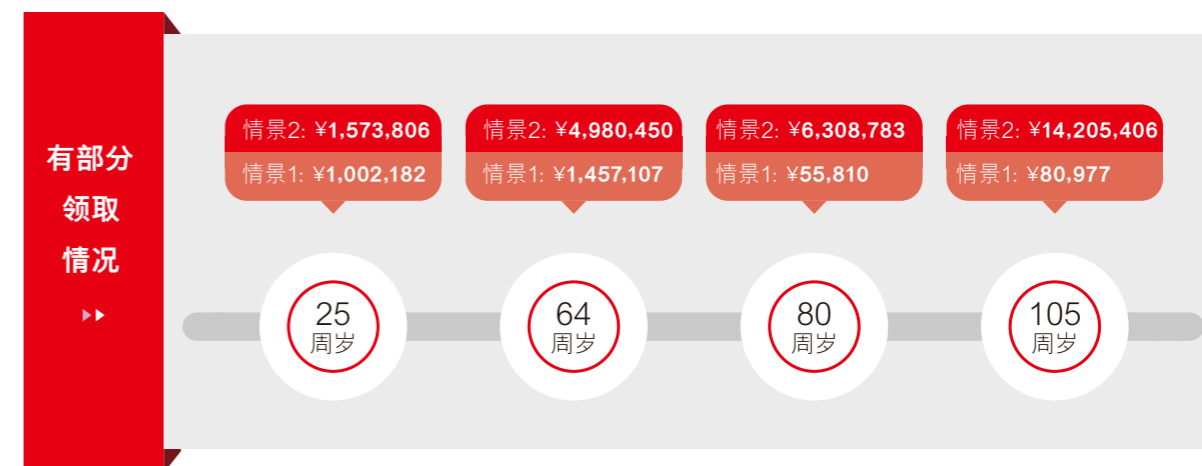 有部分
领取
情况
情景2: ¥1,573,806
情景1: ¥1,002,182
25
周岁
情景2: ¥4,980,450
情景1: ¥1,457,107
64
周岁
情景2: ¥6,308,783
情景1: ¥55,810
80
周岁
情景2: ¥14,205,406
情景1: ¥80,977
105
周岁